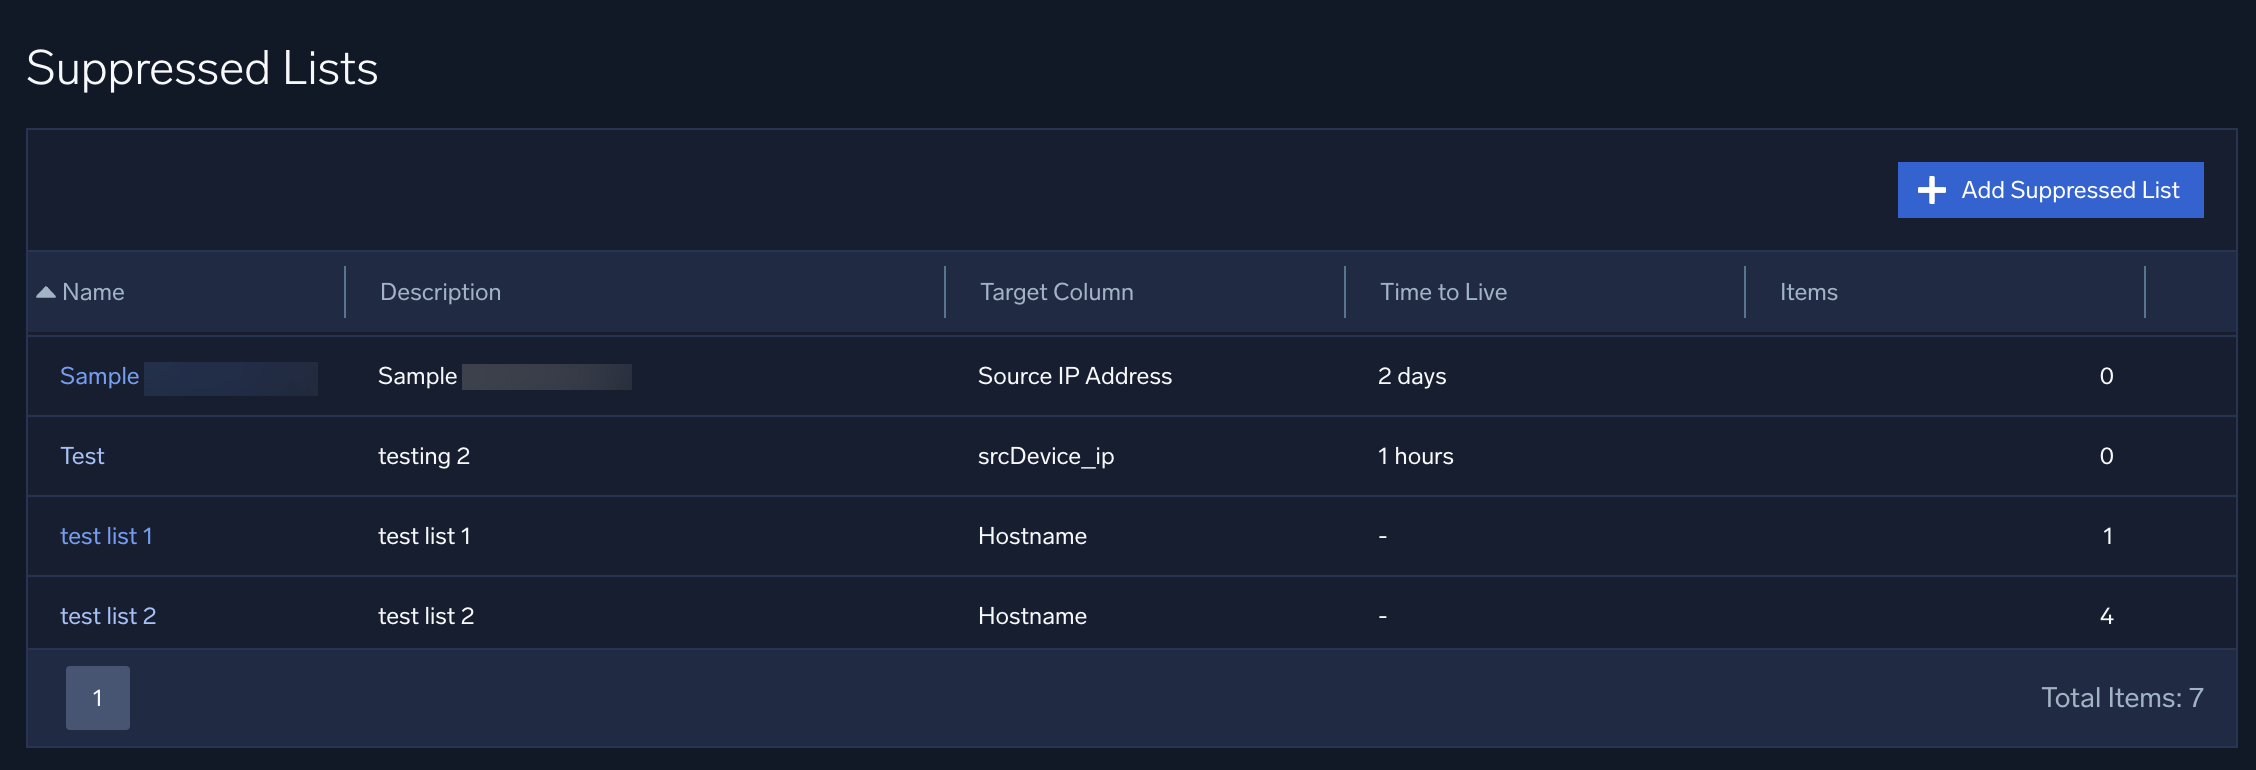 Suppressed Lists
Add Suppressed List
Name Description Target Column Time to Live Items
Sample Sample Source IP Address 2 days 0
Test testing 2 srcDevice_ip 1 hours 0
test list 1 test list 1 Hostname - 1
test list 2 test list 2 Hostname - 4
1 Total Items: 7